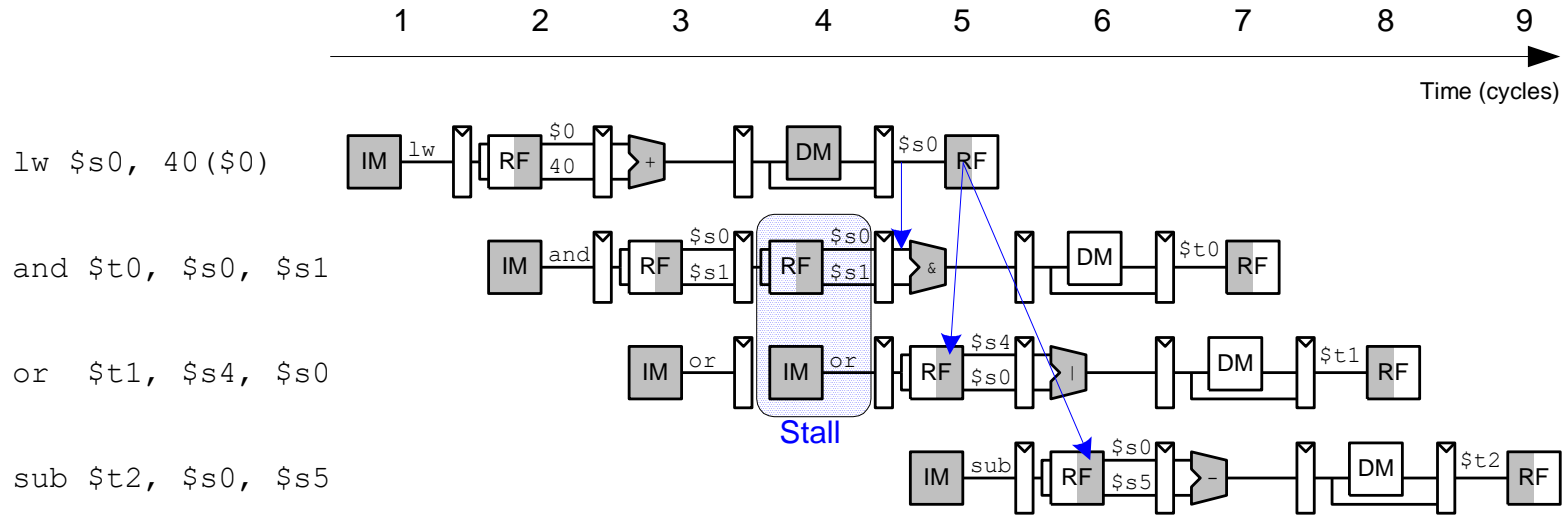 1 2 3 4 5 6 7 8 9
Time (cycles)
lw $s0, 40($0) IM lw RF $0 40 + DM $s0 RF
and $t0, $s0, $s1 IM and RF $s0 $s1 RF $s0 $s1 & DM $t0 RF
or $t1, $s4, $s0 IM or IM or RF $s4 $s0 | DM $t1 RF
Stall
sub $t2, $s0, $s5 IM sub RF $s0 $s5 - DM $t2 RF